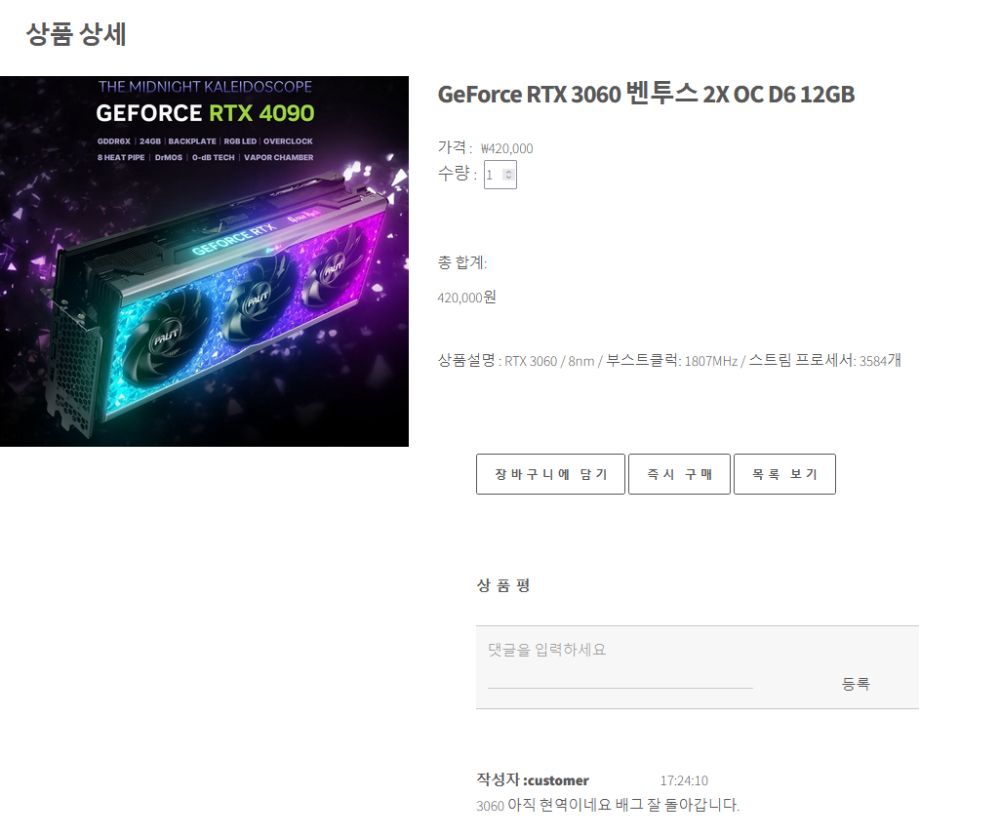 상품 상세
THE MIDNIGHT KALEIDOSCOPE
GEFORCE RTX 4090
GDDR6X | 24GB | BACKPLATE | RGB LED | OVERCLOCK
8 HEAT PIPE | DrMOS | 0-dB TECH | VAPOR CHAMBER
GEFORCE RTX
GameRock
PALIT
PALIT
PALIT
GeForce RTX 3060 벤투스 2X OC D6 12GB
가격 : ₩420,000
수량 : 1
총 합계:
420,000원
상품설명 : RTX 3060 / 8nm / 부스트클럭: 1807MHz / 스트림 프로세서: 3584개
장바구니에 담기 즉시 구매 목록 보기
상품평
댓글을 입력하세요
등록
작성자 :customer 17:24:10
3060 아직 현역이네요 배그 잘 돌아갑니다.